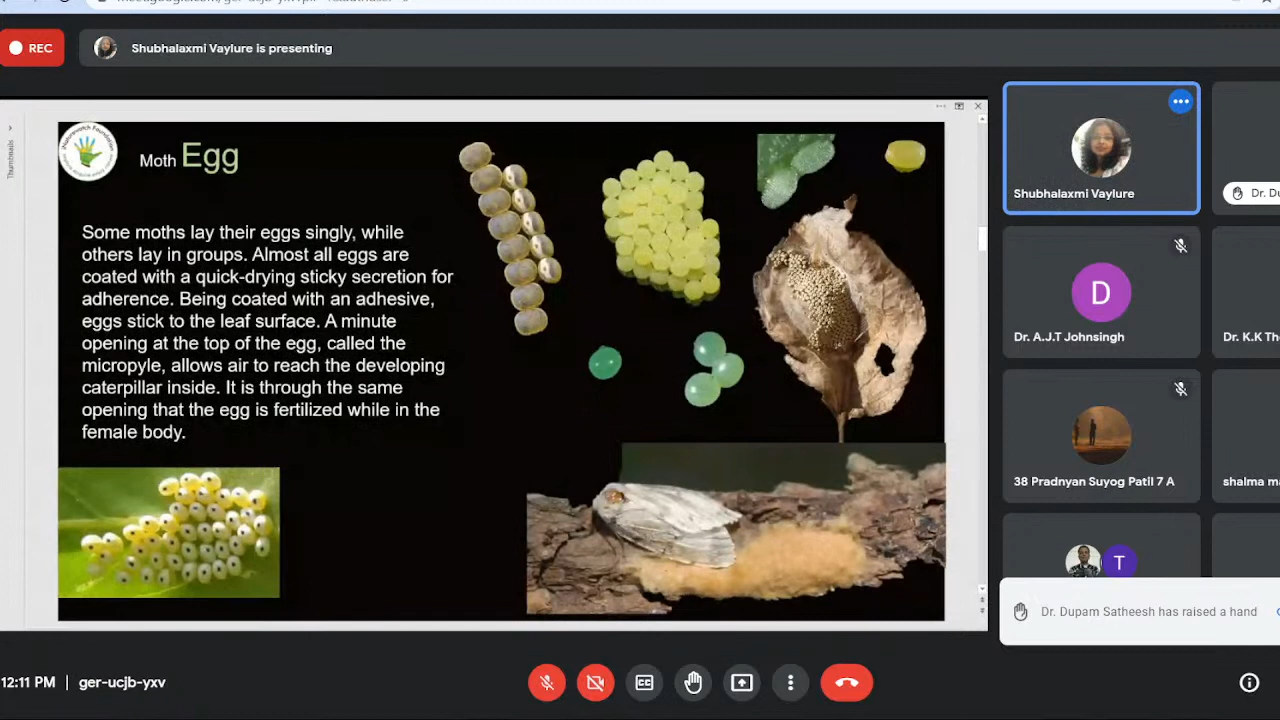 REC
Shubhalaxmi Vaylure is presenting
Thumbnails
Moth Egg
Some moths lay their eggs singly, while
others lay in groups. Almost all eggs are
coated with a quick-drying sticky secretion for
adherence. Being coated with an adhesive,
eggs stick to the leaf surface. A minute
opening at the top of the egg, called the
micropyle, allows air to reach the developing
caterpillar inside. It is through the same
opening that the egg is fertilized while in the
female body.
Shubhalaxmi Vaylure
Dr. Du
D
Dr. A.J.T Johnsingh
Dr. K.K Th
38 Pradnyan Suyog Patil 7 A
shalma m
T
Dr. Dupam Satheesh has raised a hand
12:11 PM | ger-ucjb-yxv